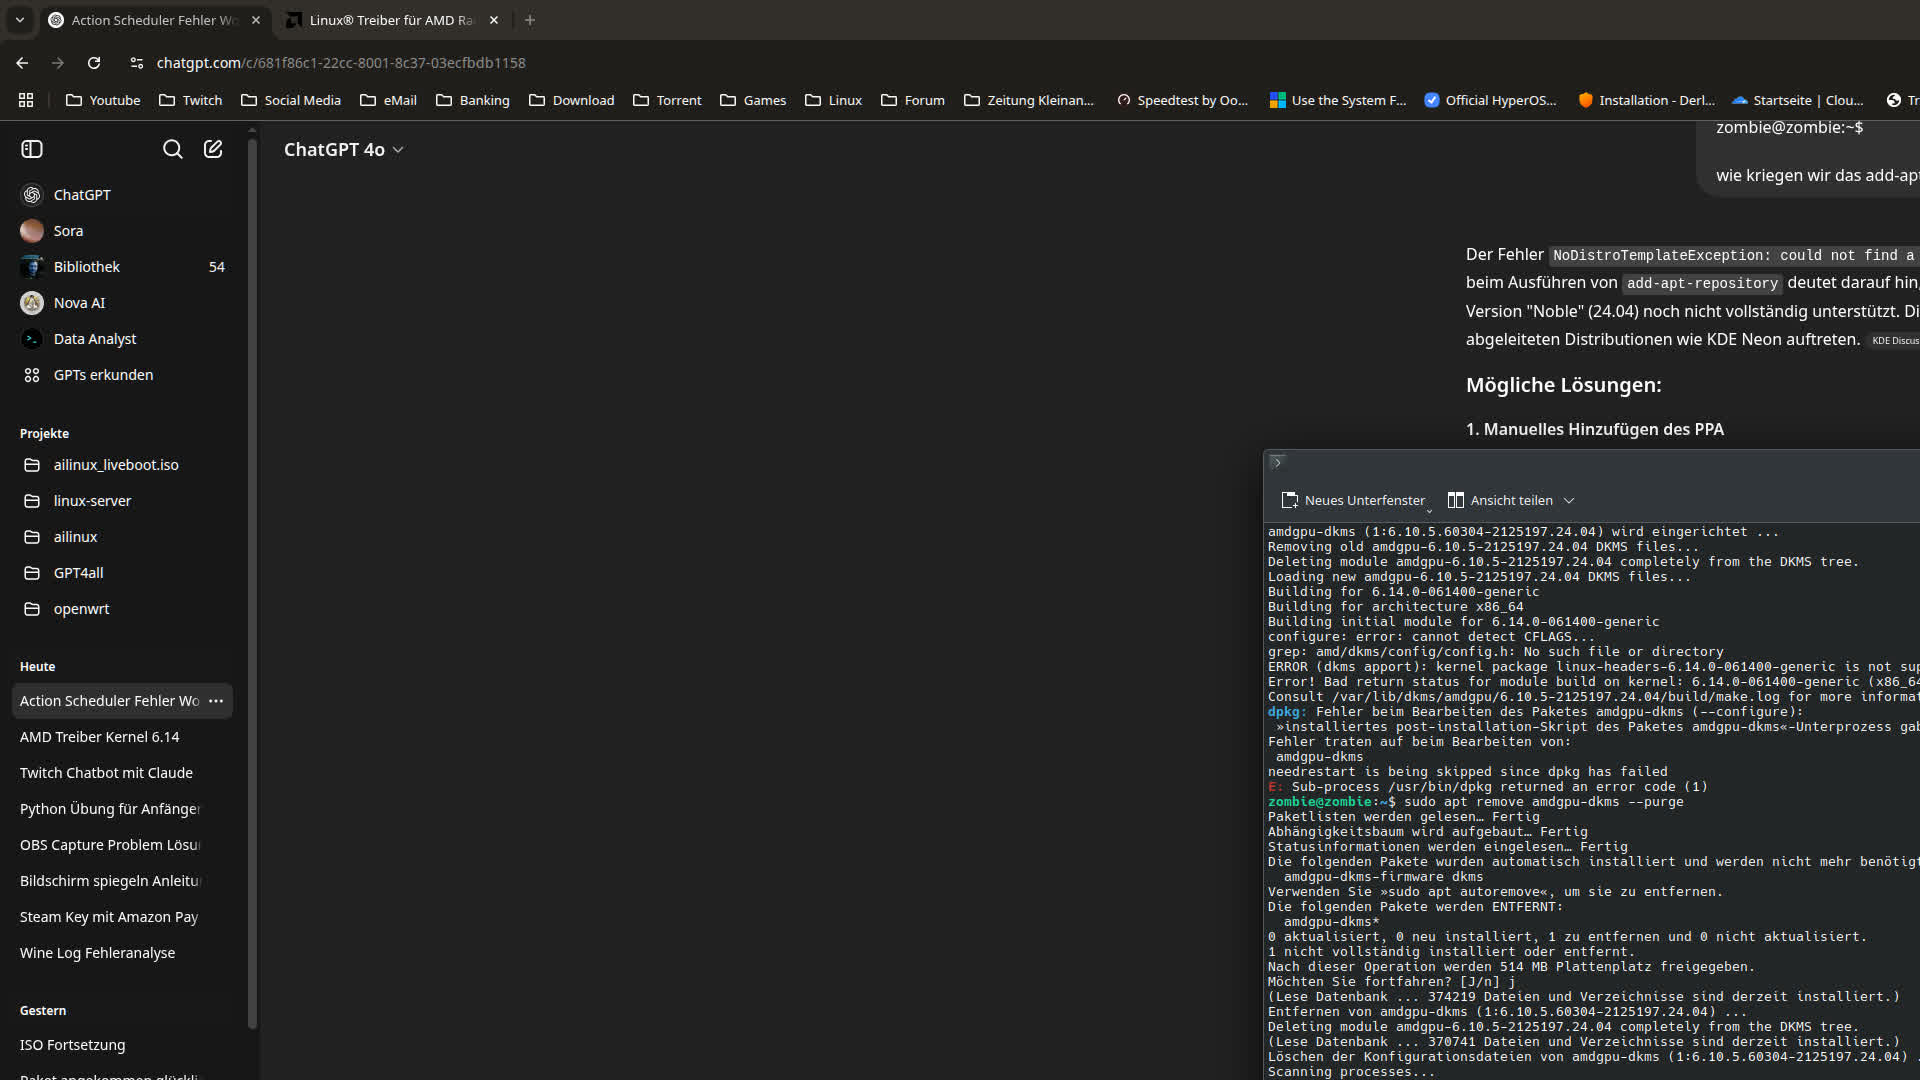 Action Scheduler Fehler Wo
Linux® Treiber für AMD Ra
chatgpt.com/c/681f86c1-22cc-8001-8c37-03ecfbdb1158
Youtube
Twitch
Social Media
eMail
Banking
Download
Torrent
Games
Linux
Forum
Zeitung Kleinan...
Speedtest by Oo...
Use the System F...
Official HyperOS...
Installation - Derl...
Startseite | Clou...
Tr
ChatGPT 4o
ChatGPT
Sora
Bibliothek 54
Nova AI
Data Analyst
GPTs erkunden
Projekte
ailinux_liveboot.iso
linux-server
ailinux
GPT4all
openwrt
Heute
Action Scheduler Fehler Wo
AMD Treiber Kernel 6.14
Twitch Chatbot mit Claude
Python Übung für Anfänger
OBS Capture Problem Lösu
Bildschirm spiegeln Anleitu
Steam Key mit Amazon Pay
Wine Log Fehleranalyse
Gestern
ISO Fortsetzung
Paket angekommen glückli
zombie@zombie:~$
wie kriegen wir das add-apt
Der Fehler NoDistroTemplateException: could not find a
beim Ausführen von add-apt-repository deutet darauf hin,
Version "Noble" (24.04) noch nicht vollständig unterstützt. Di
abgeleiteten Distributionen wie KDE Neon auftreten. KDE Discus
Mögliche Lösungen:
1. Manuelles Hinzufügen des PPA
Neues Unterfenster
Ansicht teilen
amdgpu-dkms (1:6.10.5.60304-2125197.24.04) wird eingerichtet ...
Removing old amdgpu-6.10.5-2125197.24.04 DKMS files...
Deleting module amdgpu-6.10.5-2125197.24.04 completely from the DKMS tree.
Loading new amdgpu-6.10.5-2125197.24.04 DKMS files...
Building for 6.14.0-061400-generic
Building for architecture x86_64
Building initial module for 6.14.0-061400-generic
configure: error: cannot detect CFLAGS...
grep: amd/dkms/config/config.h: No such file or directory
ERROR (dkms apport): kernel package linux-headers-6.14.0-061400-generic is not sup
Error! Bad return status for module build on kernel: 6.14.0-061400-generic (x86_64
Consult /var/lib/dkms/amdgpu/6.10.5-2125197.24.04/build/make.log for more informat
dpkg: Fehler beim Bearbeiten des Paketes amdgpu-dkms (--configure):
»installiertes post-installation-Skript des Paketes amdgpu-dkms«-Unterprozess gab
Fehler traten auf beim Bearbeiten von:
amdgpu-dkms
needrestart is being skipped since dpkg has failed
E: Sub-process /usr/bin/dpkg returned an error code (1)
zombie@zombie:~$ sudo apt remove amdgpu-dkms --purge
Paketlisten werden gelesen… Fertig
Abhängigkeitsbaum wird aufgebaut… Fertig
Statusinformationen werden eingelesen… Fertig
Die folgenden Pakete wurden automatisch installiert und werden nicht mehr benötigt
amdgpu-dkms-firmware dkms
Verwenden Sie »sudo apt autoremove«, um sie zu entfernen.
Die folgenden Pakete werden ENTFERNT:
amdgpu-dkms*
0 aktualisiert, 0 neu installiert, 1 zu entfernen und 0 nicht aktualisiert.
1 nicht vollständig installiert oder entfernt.
Nach dieser Operation werden 514 MB Plattenplatz freigegeben.
Möchten Sie fortfahren? [J/n] j
(Lese Datenbank ... 374219 Dateien und Verzeichnisse sind derzeit installiert.)
Entfernen von amdgpu-dkms (1:6.10.5.60304-2125197.24.04) ...
Deleting module amdgpu-6.10.5-2125197.24.04 completely from the DKMS tree.
(Lese Datenbank ... 370741 Dateien und Verzeichnisse sind derzeit installiert.)
Löschen der Konfigurationsdateien von amdgpu-dkms (1:6.10.5.60304-2125197.24.04) .
Scanning processes...